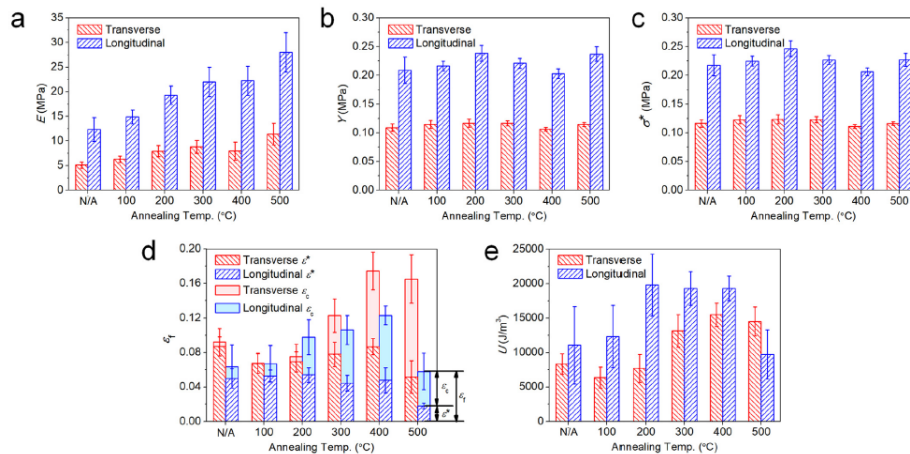 a
35
30
25
20
15
10
5
0
E (MPa)
Transverse
Longitudinal
N/A 100 200 300 400 500
Annealing Temp. (°C)
b
0.30
0.25
0.20
0.15
0.10
0.05
0.00
Y (MPa)
Transverse
Longitudinal
N/A 100 200 300 400 500
Annealing Temp. (°C)
c
0.30
0.25
0.20
0.15
0.10
0.05
0.00
σ* (MPa)
Transverse
Longitudinal
N/A 100 200 300 400 500
Annealing Temp. (°C)
d
0.20
0.16
0.12
0.08
0.04
0.00
εf
Transverse ε*
Longitudinal ε*
Transverse εc
Longitudinal εc
εc
ε*
εf
N/A 100 200 300 400 500
Annealing Temp. (°C)
e
25000
20000
15000
10000
5000
0
U (J/m³)
Transverse
Longitudinal
N/A 100 200 300 400 500
Annealing Temp. (°C)